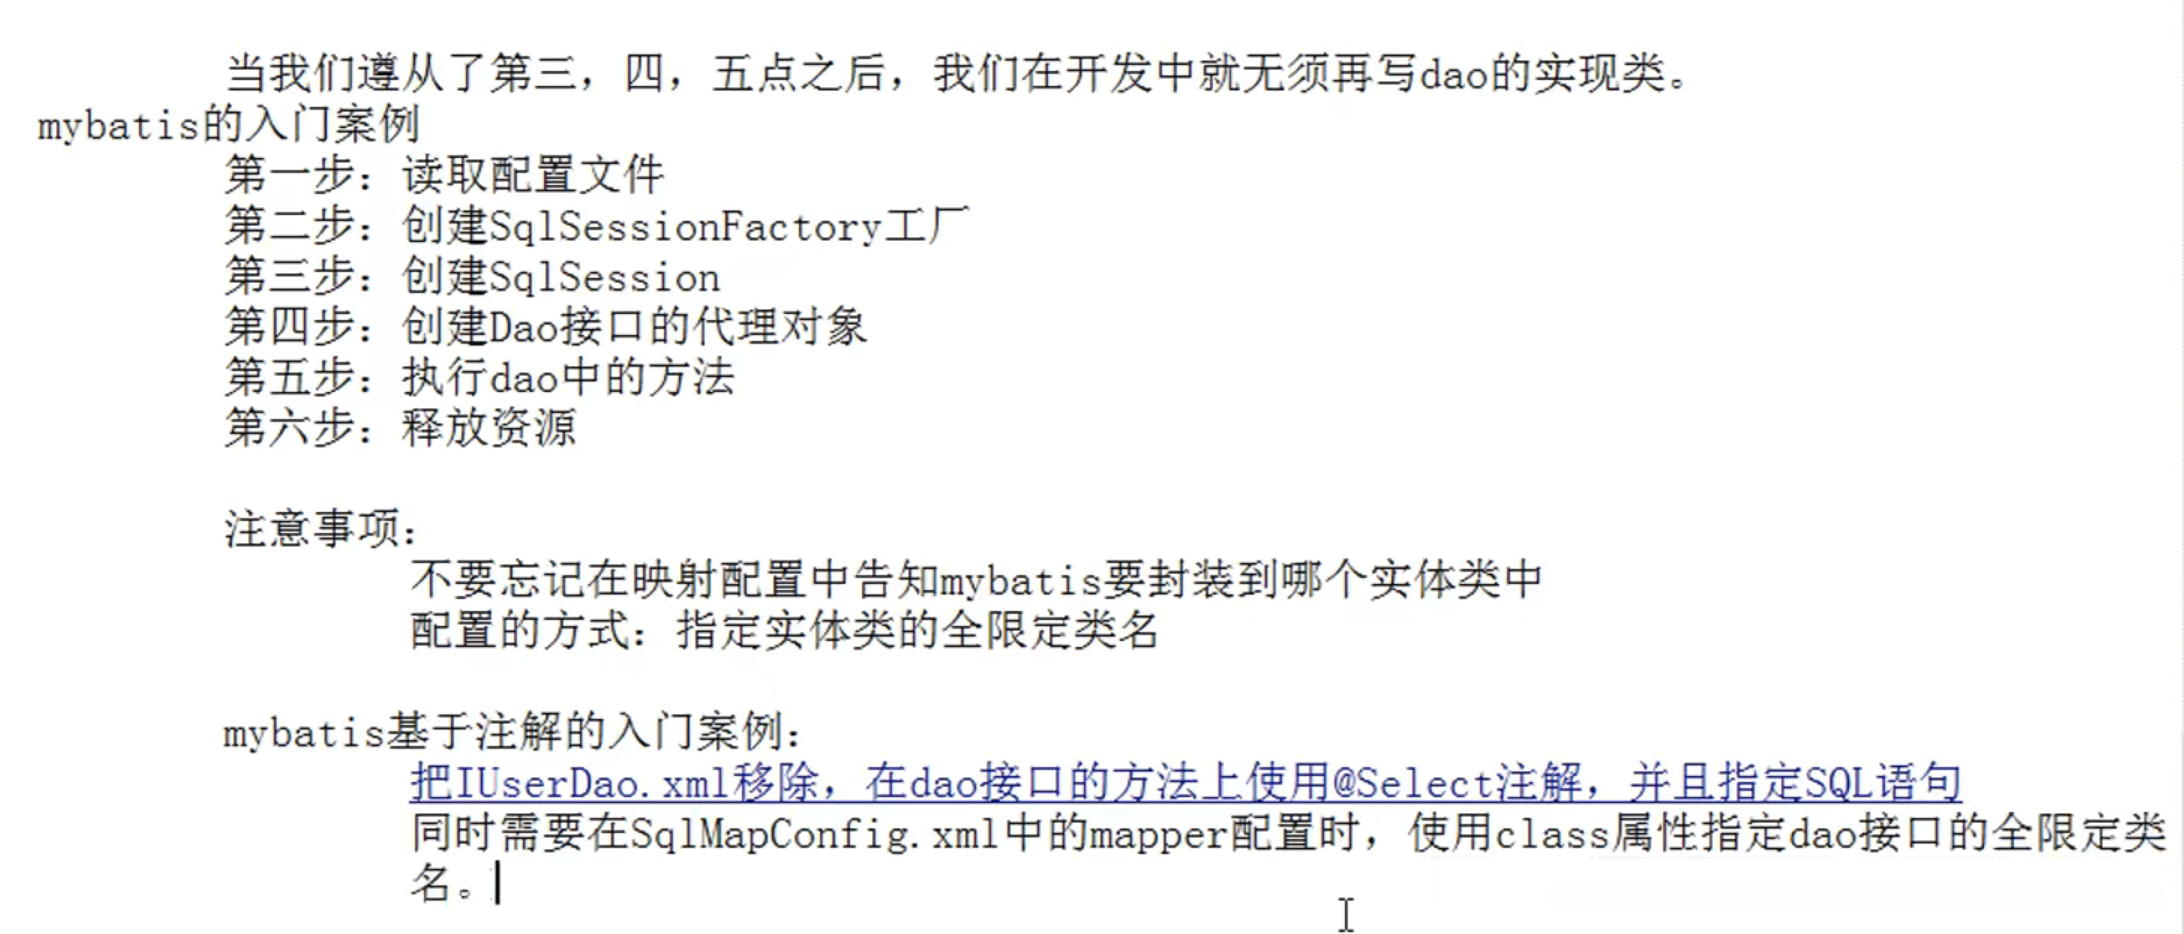 当我们遵从了第三，四，五点之后，我们在开发中就无须再写dao的实现类。
mybatis的入门案例
第一步：读取配置文件
第二步：创建SqlSessionFactory工厂
第三步：创建SqlSession
第四步：创建Dao接口的代理对象
第五步：执行dao中的方法
第六步：释放资源
注意事项：
不要忘记在映射配置中告知mybatis要封装到哪个实体类中
配置的方式：指定实体类的全限定类名
mybatis基于注解的入门案例：
把IUserDao.xml移除，在dao接口的方法上使用@Select注解，并且指定SQL语句
同时需要在SqlMapConfig.xml中的mapper配置时，使用class属性指定dao接口的全限定类
名。